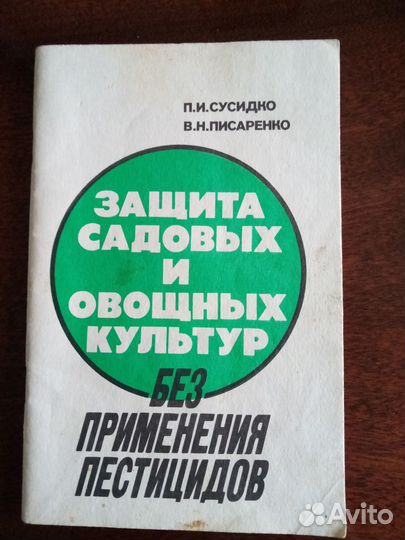 П.И.СУСИДКО
В.Н.ПИСАРЕНКО
ЗАЩИТА
САДОВЫХ
И
ОВОЩНЫХ
КУЛЬТУР
БЕЗ
ПРИМЕНЕНИЯ
ПЕСТИЦИДОВ
Avito